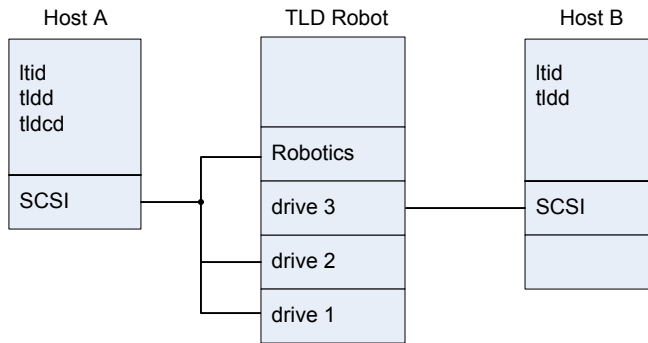 Host A
TLD Robot
Host B
ltid
tldd
tldcd
SCSI
Robotics
drive 3
drive 2
drive 1
ltid
tldd
SCSI